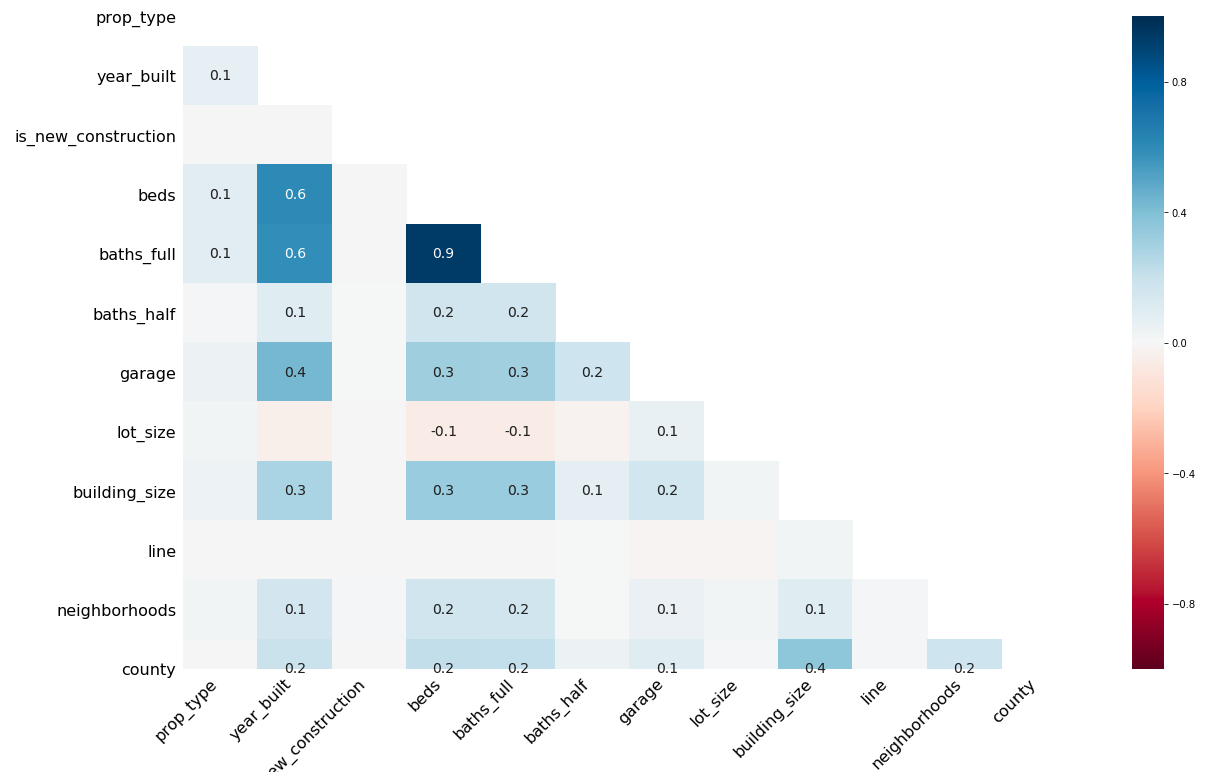 prop_type
year_built 0.1
is_new_construction
beds 0.1 0.6
baths_full 0.1 0.6 0.9
baths_half 0.1 0.2 0.2
garage 0.4 0.3 0.3 0.2
lot_size -0.1 -0.1 0.1
building_size 0.3 0.3 0.3 0.1 0.2
line
neighborhoods 0.1 0.2 0.2 0.1 0.1
county 0.2 0.2 0.2 0.1 0.4 0.2
prop_type
year_built
ew_construction
beds
baths_full
baths_half
garage
lot_size
building_size
line
neighborhoods
county
0.8
0.4
0.0
−0.4
−0.8